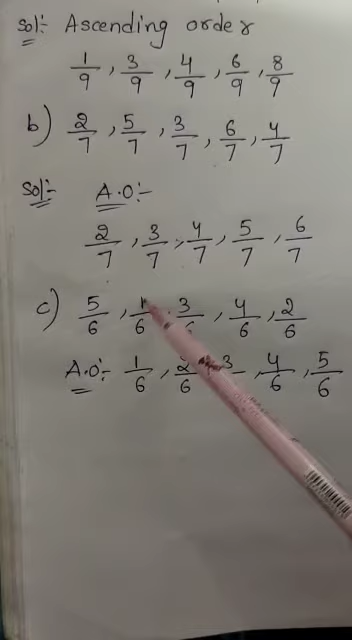 Sol:- Ascending order
1/9, 3/9, 4/9, 6/9, 8/9
b) 2/7, 5/7, 3/7, 6/7, 4/7
Sol:- A.O:-
2/7, 3/7, 4/7, 5/7, 6/7
c) 5/6, 1/6, 3/6, 4/6, 2/6
A.O:- 1/6, 2/6, 3, 4/6, 5/6